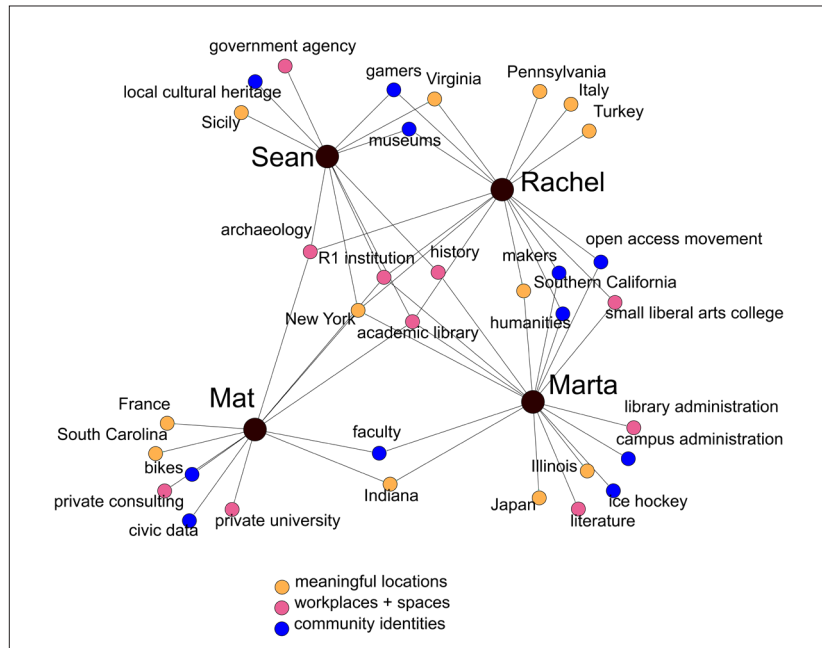 government agency
gamers
Virginia
Pennsylvania
local cultural heritage
Italy
Sicily
Turkey
museums
Sean
Rachel
archaeology
open access movement
R1 institution
history
makers
Southern California
New York
humanities
small liberal arts college
academic library
Marta
Mat
France
library administration
South Carolina
faculty
campus administration
bikes
Illinois
private consulting
Indiana
Japan
ice hockey
civic data
private university
literature
meaningful locations
workplaces + spaces
community identities